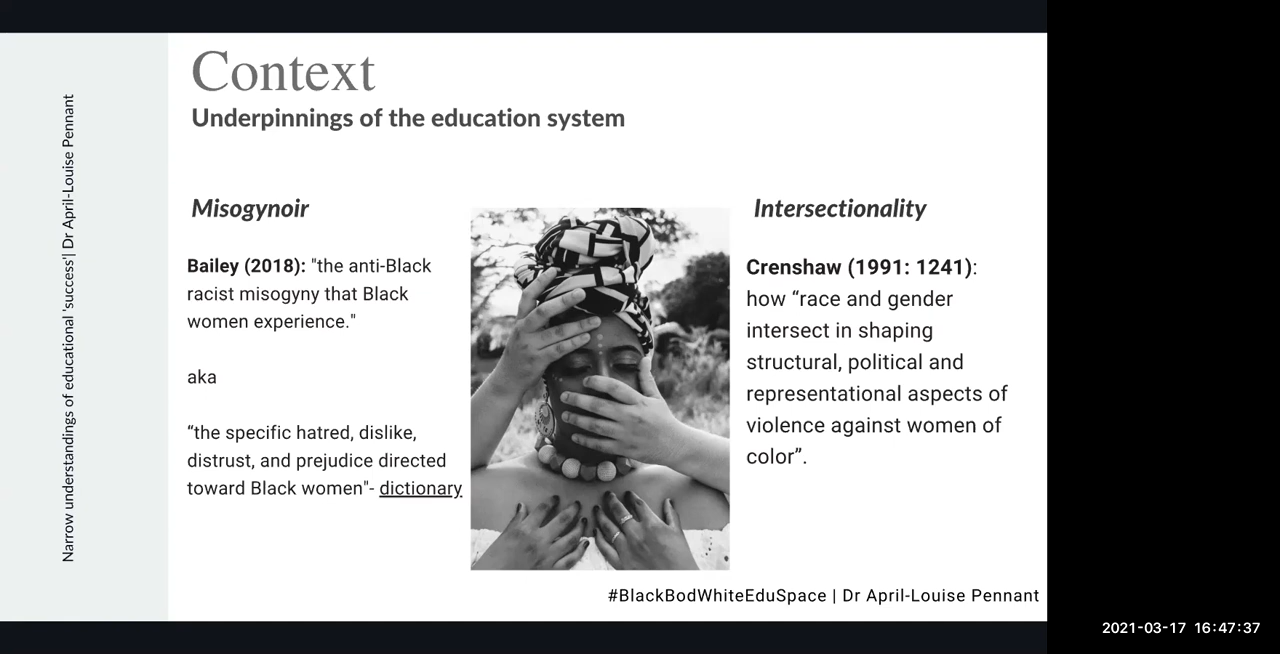 Narrow understandings of educational 'success'| Dr April-Louise Pennant
Context
Underpinnings of the education system
Misogynoir
Bailey (2018): "the anti-Black
racist misogyny that Black
women experience."
aka
“the specific hatred, dislike,
distrust, and prejudice directed
toward Black women"- dictionary
Intersectionality
Crenshaw (1991: 1241):
how “race and gender
intersect in shaping
structural, political and
representational aspects of
violence against women of
color”.
#BlackBodWhiteEduSpace | Dr April-Louise Pennant
2021-03-17 16:47:37